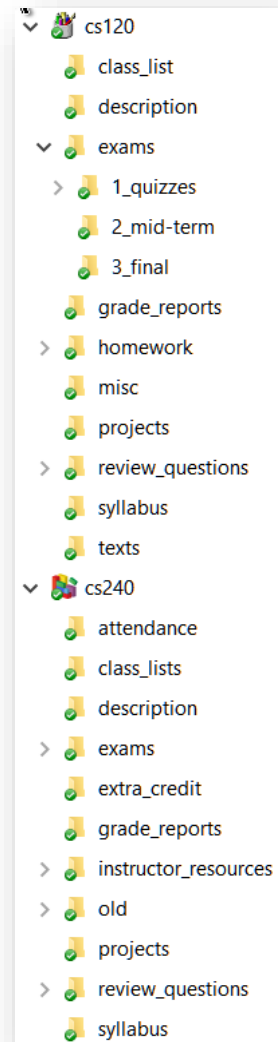 cs120
class_list
description
exams
1_quizzes
2_mid-term
3_final
grade_reports
homework
misc
projects
review_questions
syllabus
texts
cs240
attendance
class_lists
description
exams
extra_credit
grade_reports
instructor_resources
old
projects
review_questions
syllabus